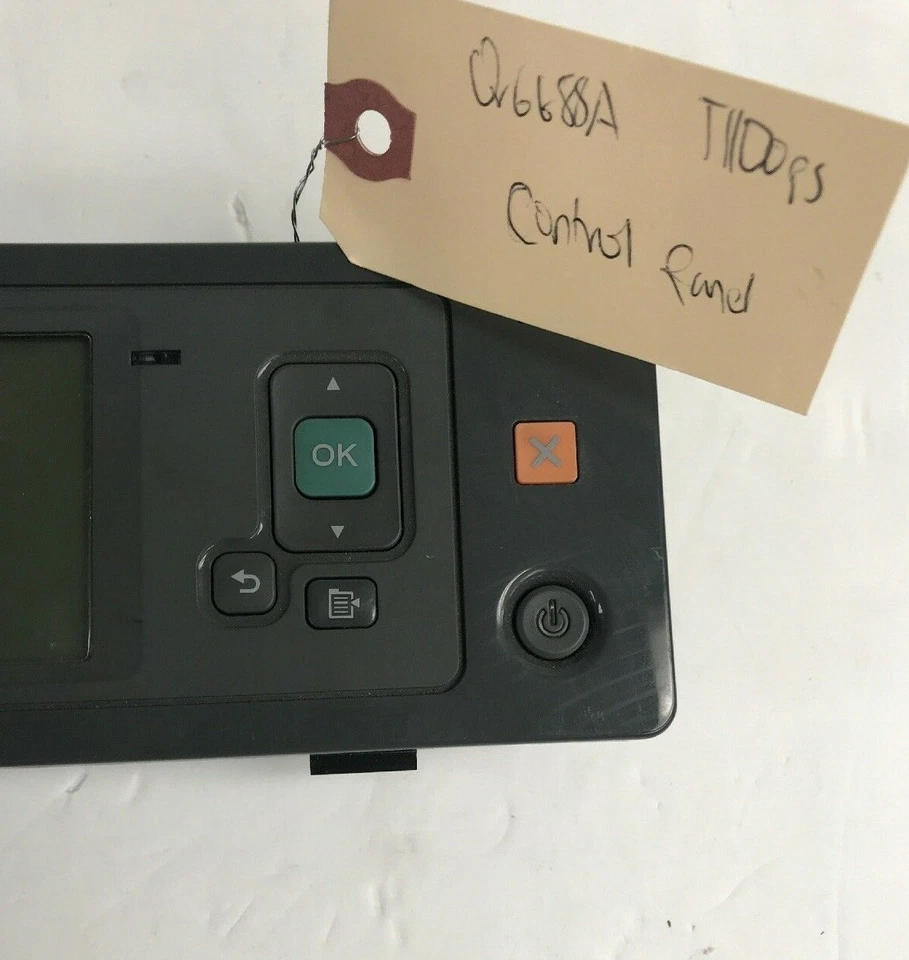 Q6688A T1100ps
Control Panel
OK